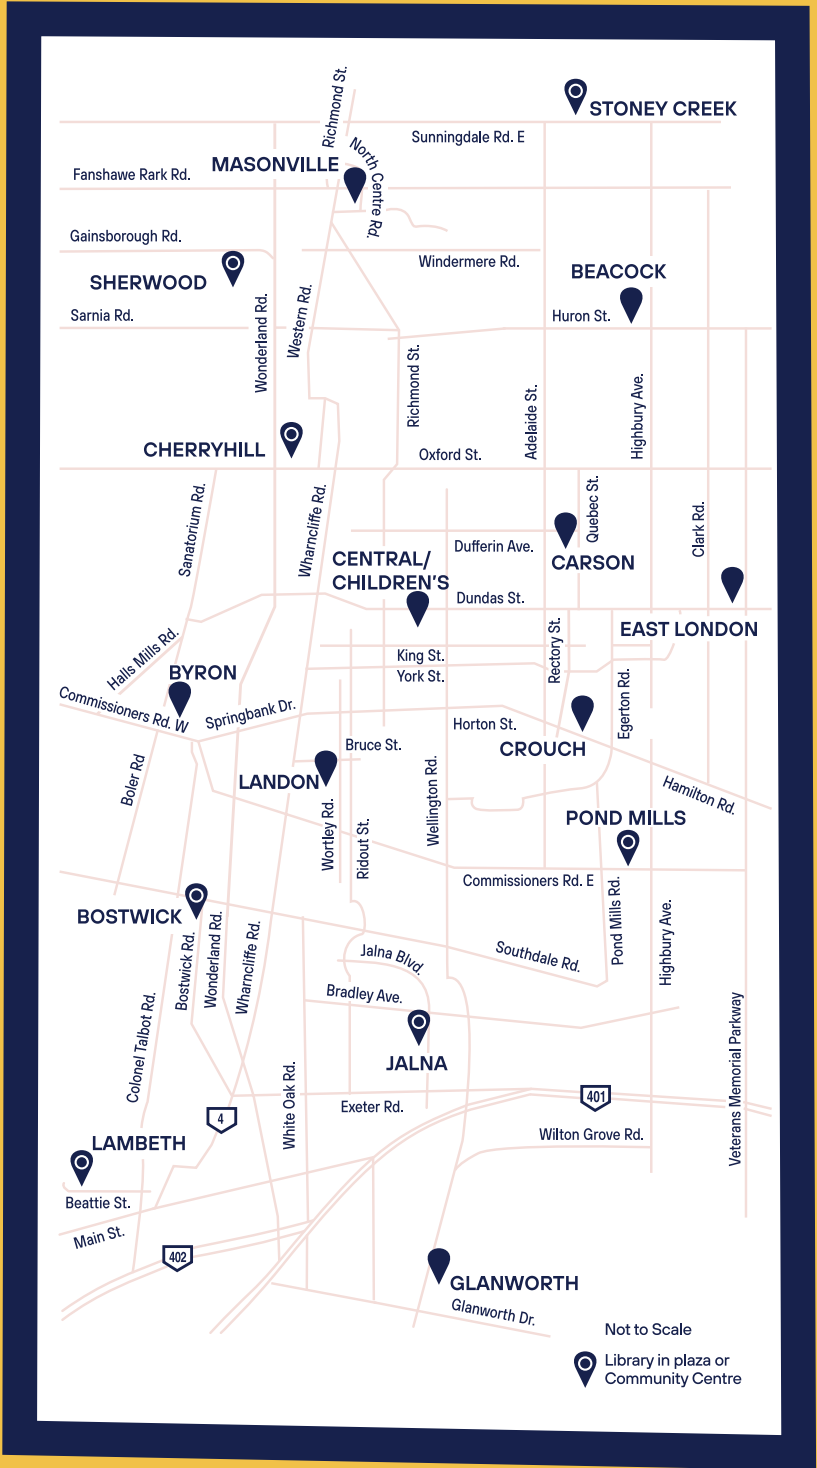 Richmond St.
STONEY CREEK
Sunningdale Rd. E
North Centre Rd.
MASONVILLE
Fanshawe Rark Rd.
Gainsborough Rd.
Windermere Rd.
SHERWOOD
BEACOCK
Sarnia Rd.
Huron St.
Wonderland Rd.
Western Rd.
Richmond St.
Adelaide St.
Highbury Ave.
CHERRYHILL
Oxford St.
Sanatorium Rd.
Wharncliffe Rd.
Quebec St.
Clark Rd.
Dufferin Ave.
CENTRAL/
CHILDREN'S
CARSON
Dundas St.
EAST LONDON
Rectory St.
Halls Mills Rd.
King St.
York St.
BYRON
Egerton Rd.
Commissioners Rd. W
Springbank Dr.
Horton St.
CROUCH
Bruce St.
Boler Rd
LANDON
Wellington Rd.
Hamilton Rd.
Wortley Rd.
Ridout St.
POND MILLS
Commissioners Rd. E
BOSTWICK
Pond Mills Rd.
Highbury Ave.
Bostwick Rd.
Wonderland Rd.
Wharncliffe Rd.
Jalna Blvd.
Southdale Rd.
Bradley Ave.
Colonel Talbot Rd.
JALNA
Veterans Memorial Parkway
White Oak Rd.
401
Exeter Rd.
4
Wilton Grove Rd.
LAMBETH
Beattie St.
Main St.
402
GLANWORTH
Glanworth Dr.
Not to Scale
Library in plaza or
Community Centre